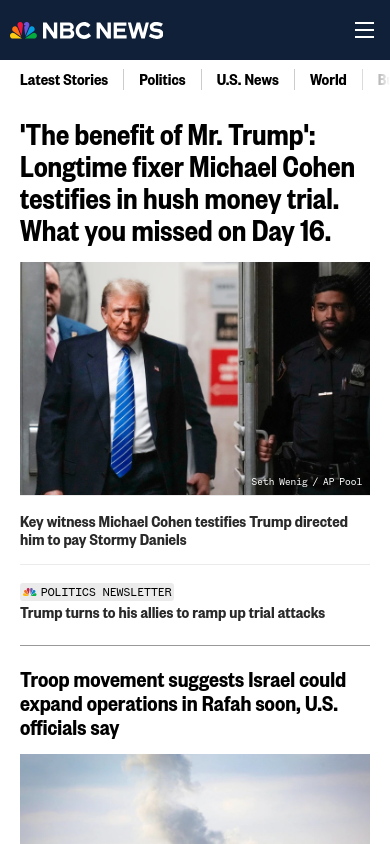 NBC NEWS
Latest Stories
Politics
U.S. News
World
'The benefit of Mr. Trump':
Longtime fixer Michael Cohen
testifies in hush money trial.
What you missed on Day 16.
Seth Wenig / AP Pool
Key witness Michael Cohen testifies Trump directed
him to pay Stormy Daniels
POLITICS NEWSLETTER
Trump turns to his allies to ramp up trial attacks
Troop movement suggests Israel could
expand operations in Rafah soon, U.S.
officials say